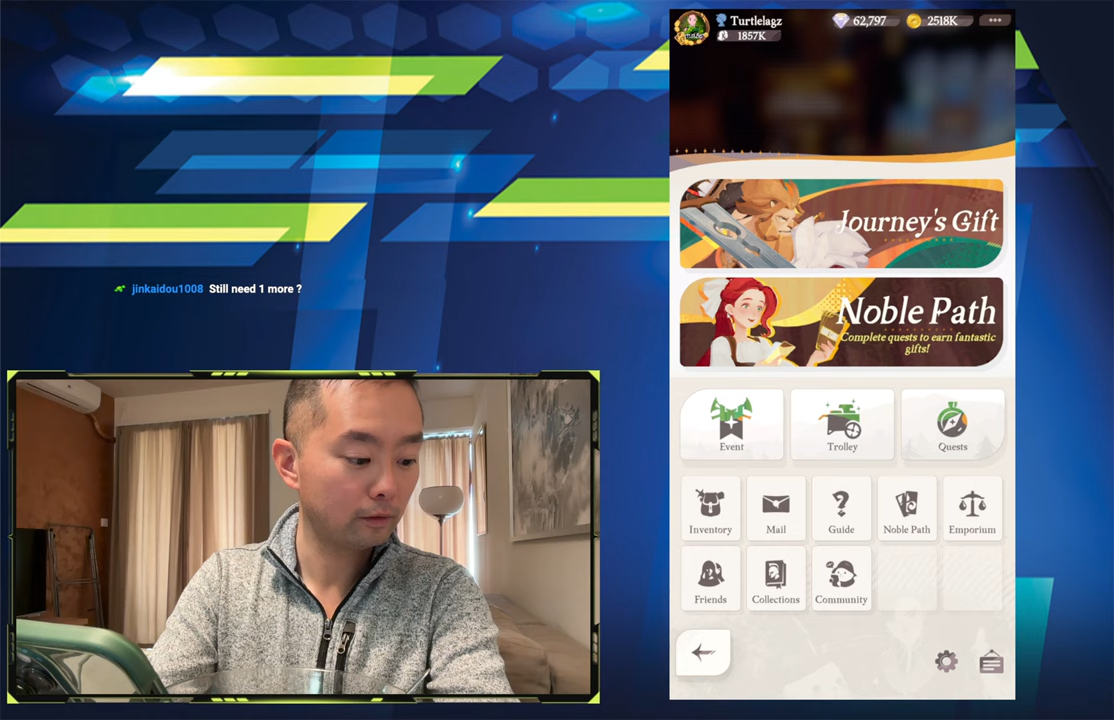 Turtlelagz
62,797
2518K
1857K
Journey's Gift
jinkaidou1008 Still need 1 more ?
Noble Path
Complete quests to earn fantastic
gifts!
Event
Trolley
Quests
Inventory
Mail
Guide
Noble Path
Emporium
Friends
Collections
Community